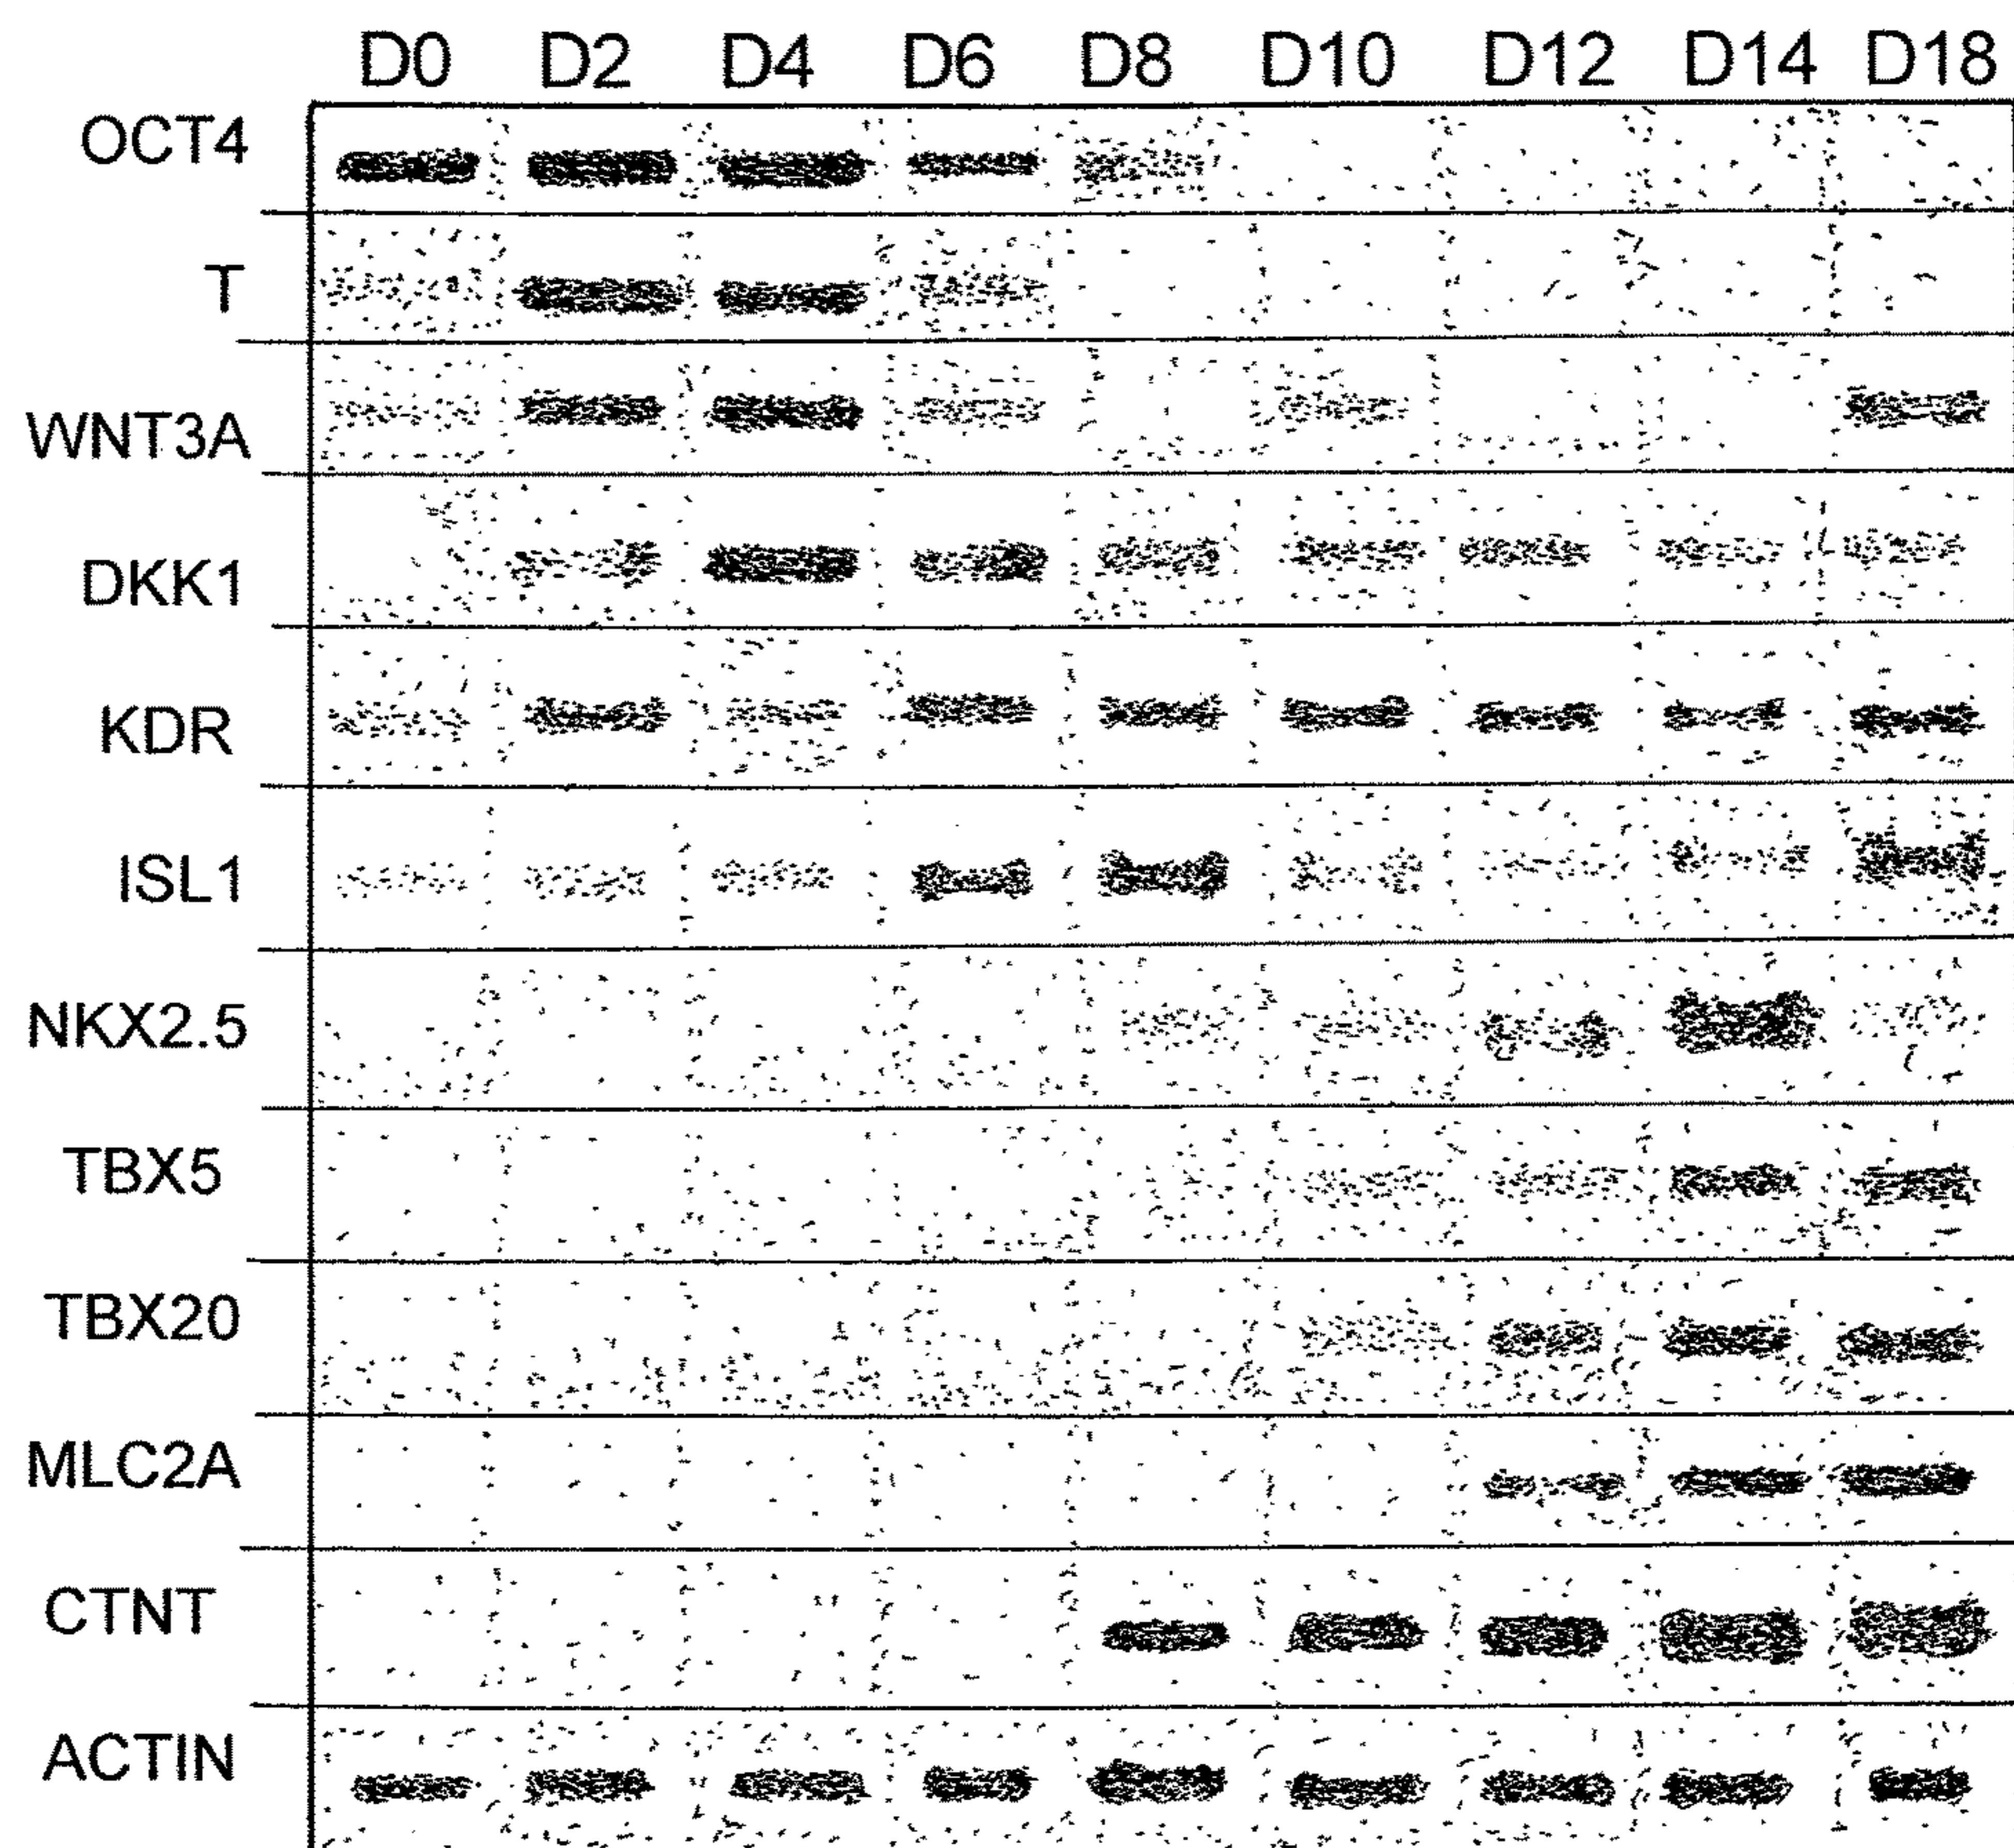 D0 D2 D4 D6 D8 D10 D12 D14 D18
OCT4
T
WNT3A
DKK1
KDR
ISL1
NKX2.5
TBX5
TBX20
MLC2A
CTNT
ACTIN